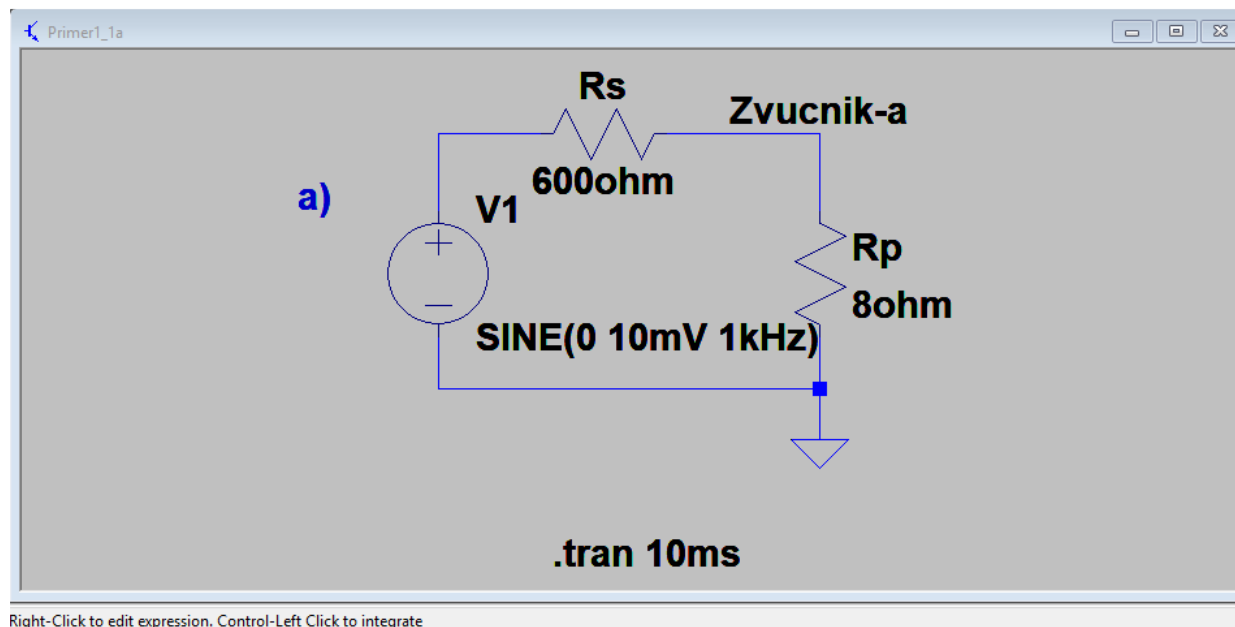 Primer1_1a
Rs
Zvucnik-a
600ohm
a)
V1
Rp
8ohm
SINE(0 10mV 1kHz)
.tran 10ms
Right-Click to edit expression. Control-Left Click to integrate